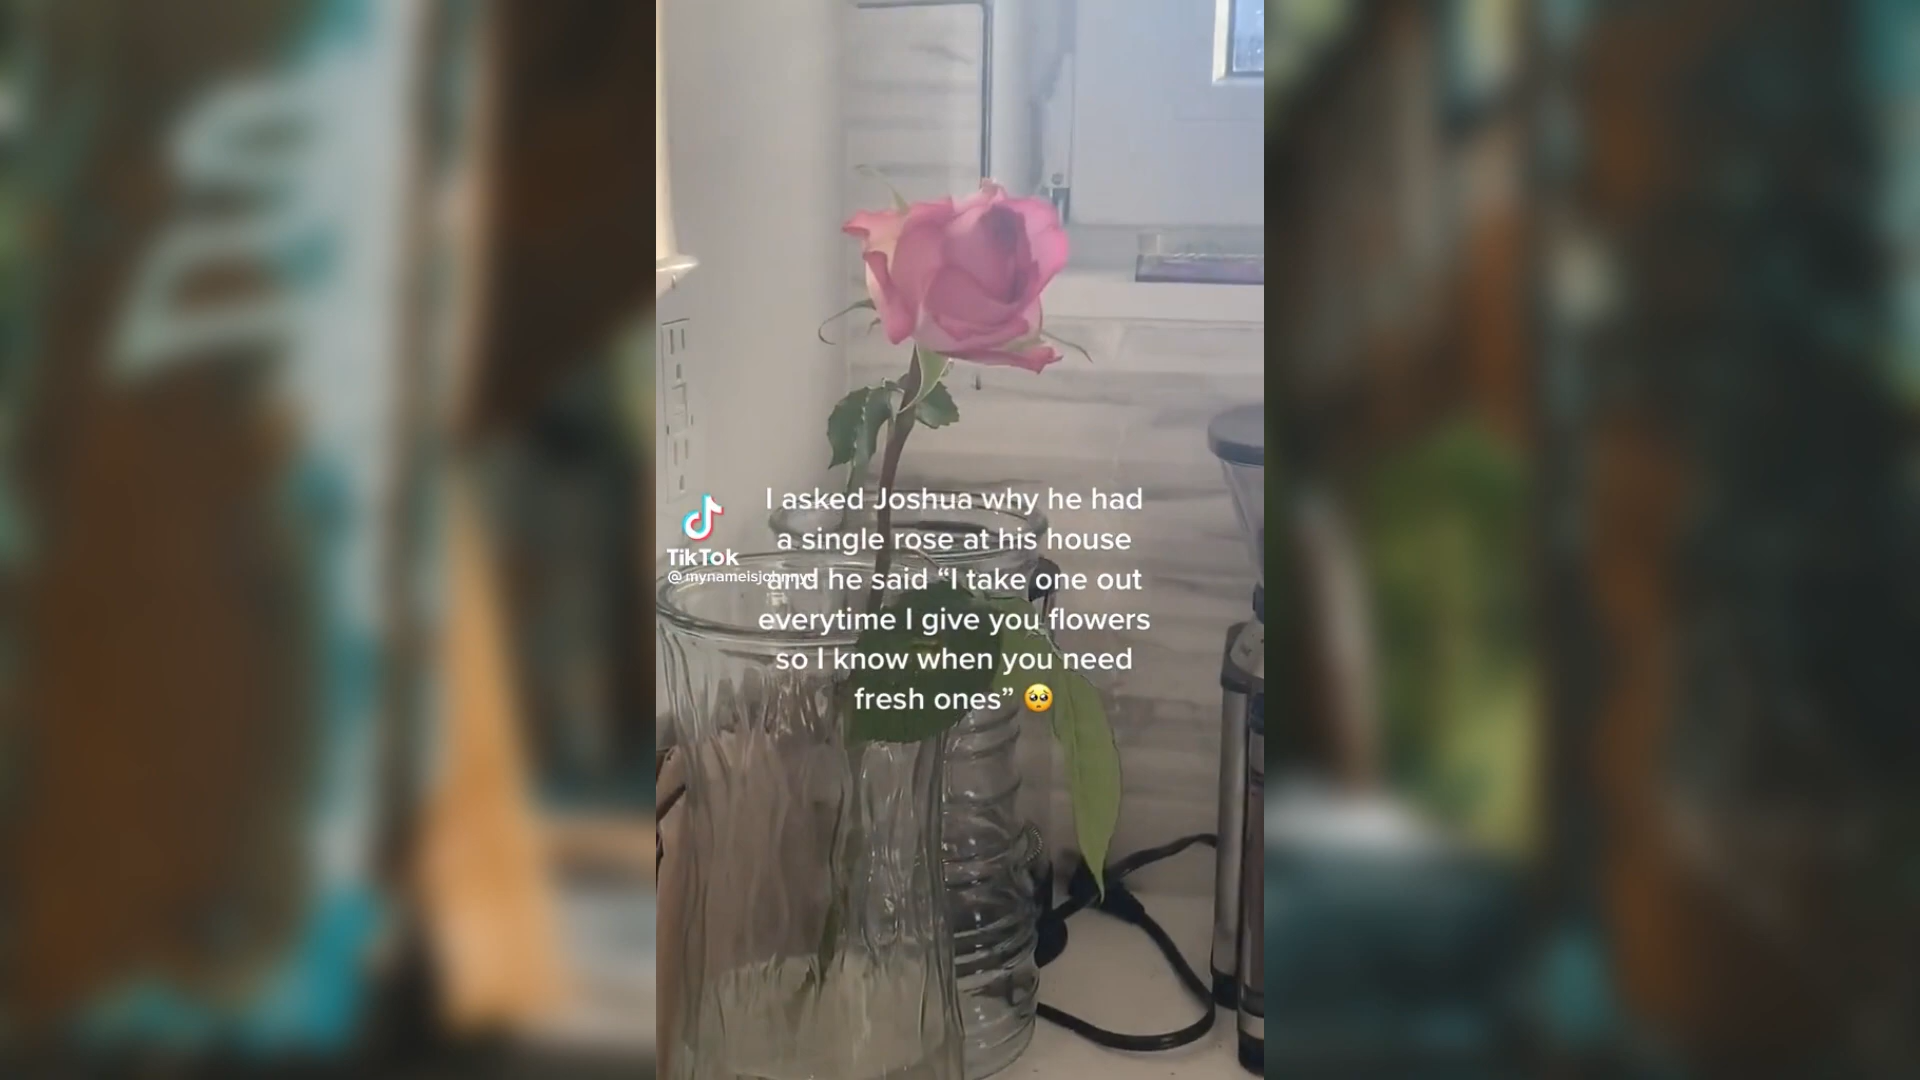 I asked Joshua why he had
a single rose at his house
and he said “I take one out
everytime I give you flowers
so I know when you need
fresh ones” 🥺
TikTok